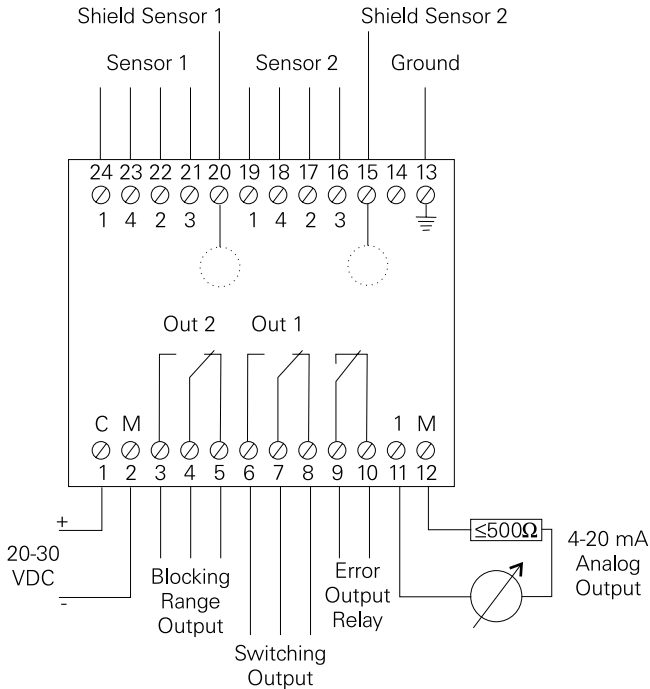 Shield Sensor 1
Shield Sensor 2
Sensor 1
Sensor 2
Ground
24 23 22 21 20 19 18 17 16 15 14 13
1 4 2 3 1 4 2 3
Out 2
Out 1
C M 1 M
1 2 3 4 5 6 7 8 9 10 11 12
+
20-30
VDC
-
Blocking
Range
Output
Switching
Output
Error
Output
Relay
≤500Ω
4-20 mA
Analog
Output